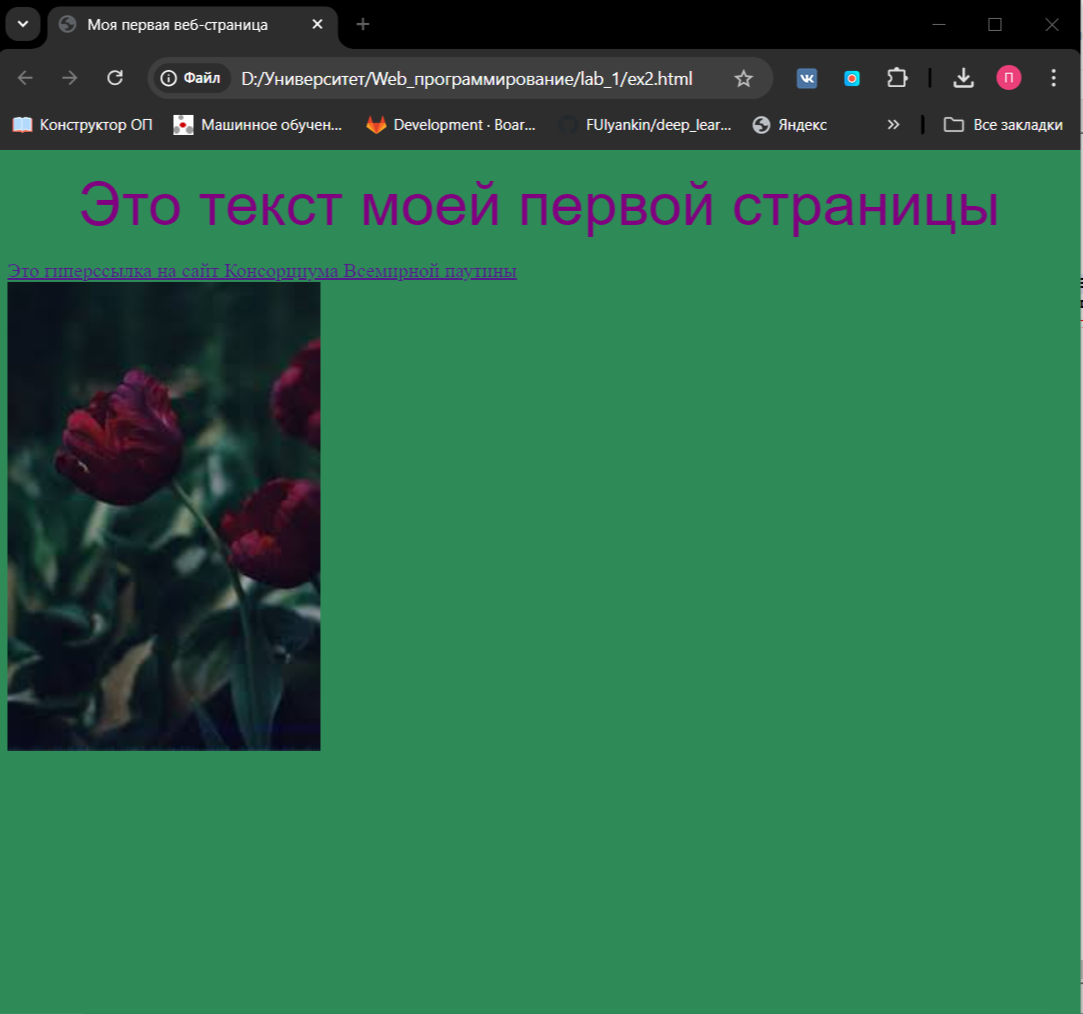 Моя первая веб-страница
Файл
D:/Университет/Web_программирование/lab_1/ex2.html
П
Конструктор ОП
Машинное обучен...
Development · Boar...
FUlyankin/deep_lear...
Яндекс
Все закладки
Это текст моей первой страницы
Это гиперссылка на сайт Консорциума Всемирной паутины